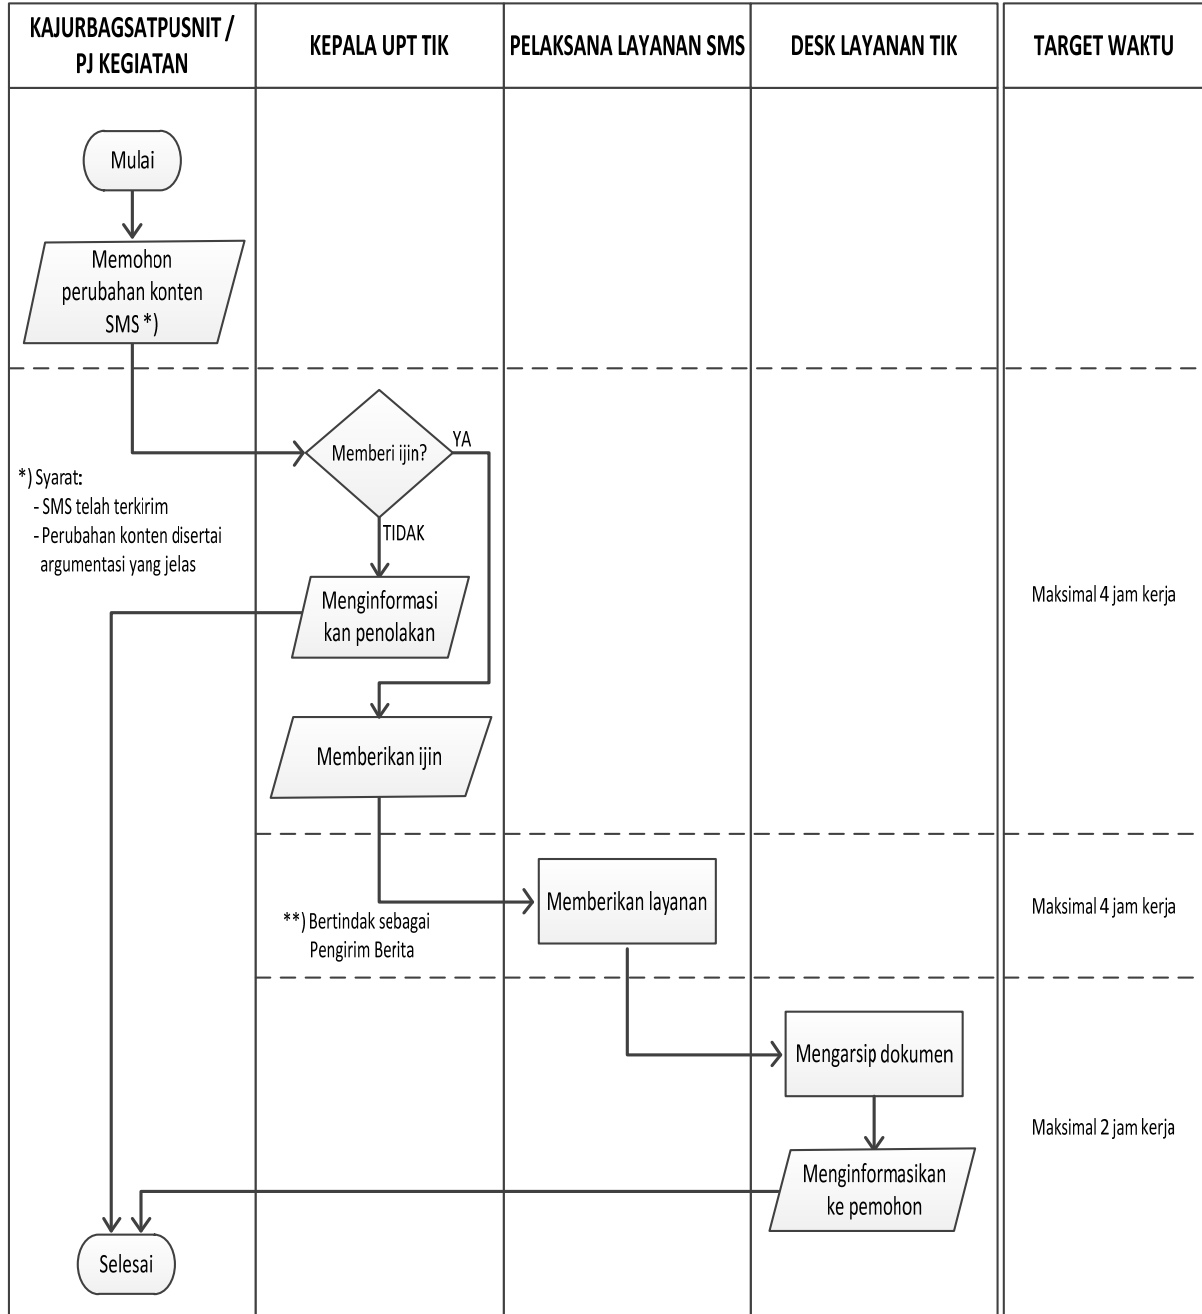 KAJURBAGSATPUSNIT /
PJ KEGIATAN
KEPALA UPT TIK
PELAKSANA LAYANAN SMS
DESK LAYANAN TIK
TARGET WAKTU
Mulai
Memohon
perubahan konten
SMS *)
Memberi ijin?
YA
*) Syarat:
- SMS telah terkirim
- Perubahan konten disertai
argumentasi yang jelas
TIDAK
Menginformasi
kan penolakan
Maksimal 4 jam kerja
Memberikan ijin
Memberikan layanan
Maksimal 4 jam kerja
**) Bertindak sebagai
Pengirim Berita
Mengarsip dokumen
Maksimal 2 jam kerja
Menginformasikan
ke pemohon
Selesai